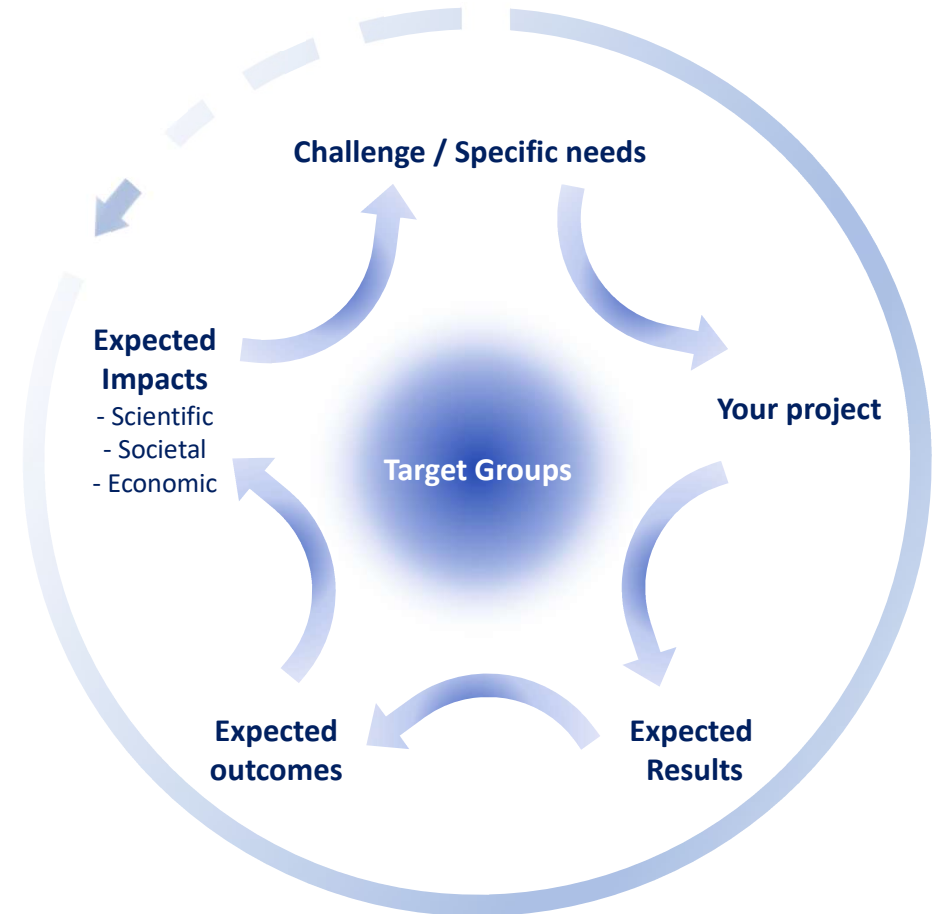 Challenge / Specific needs
Your project
Expected
Results
Expected
outcomes
Expected
Impacts
- Scientific
- Societal
- Economic
Target Groups